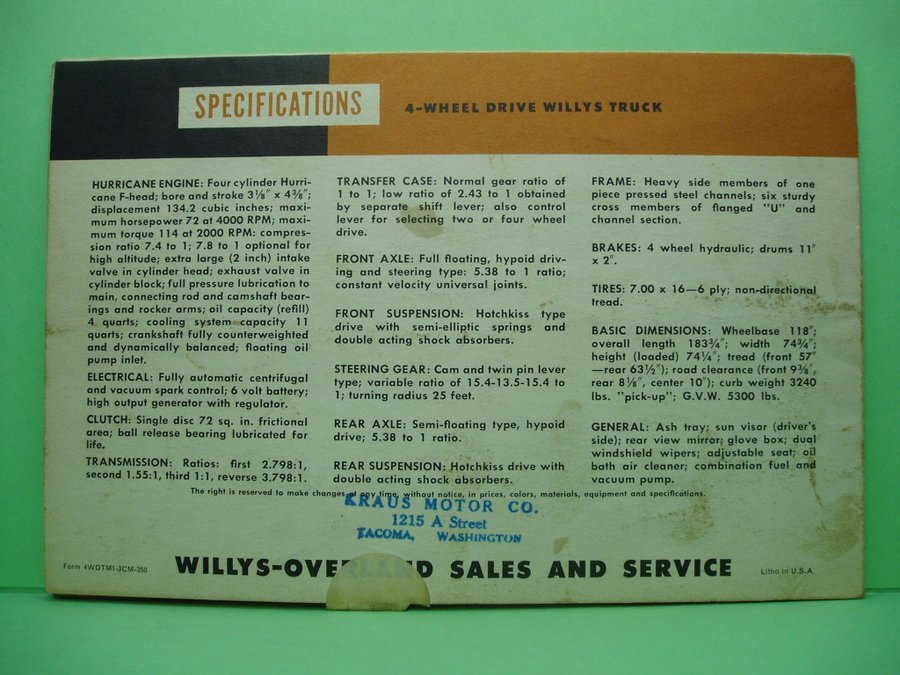 SPECIFICATIONS
4-WHEEL DRIVE WILLYS TRUCK
HURRICANE ENGINE: Four cylinder Hurri-
cane F-head; bore and stroke 3⅛" x 4⅜";
displacement 134.2 cubic inches; maxi-
mum horsepower 72 at 4000 RPM; maxi-
mum torque 114 at 2000 RPM: compres-
sion ratio 7.4 to 1; 7.8 to 1 optional for
high altitude; extra large (2 inch) intake
valve in cylinder head; exhaust valve in
cylinder block; full pressure lubrication to
main, connecting rod and camshaft bear-
ings and rocker arms; oil capacity (refill)
4 quarts; cooling system capacity 11
quarts; crankshaft fully counterweighted
and dynamically balanced; floating oil
pump inlet.
ELECTRICAL: Fully automatic centrifugal
and vacuum spark control; 6 volt battery;
high output generator with regulator.
CLUTCH: Single disc 72 sq. in. frictional
area; ball release bearing lubricated for
life.
TRANSMISSION: Ratios: first 2.798:1,
second 1.55:1, third 1:1, reverse 3.798:1.
TRANSFER CASE: Normal gear ratio of
1 to 1; low ratio of 2.43 to 1 obtained
by separate shift lever; also control
lever for selecting two or four wheel
drive.
FRONT AXLE: Full floating, hypoid driv-
ing and steering type: 5.38 to 1 ratio;
constant velocity universal joints.
FRONT SUSPENSION: Hotchkiss type
drive with semi-elliptic springs and
double acting shock absorbers.
STEERING GEAR: Cam and twin pin lever
type; variable ratio of 15.4-13.5-15.4 to
1; turning radius 25 feet.
REAR AXLE: Semi-floating type, hypoid
drive; 5.38 to 1 ratio.
REAR SUSPENSION: Hotchkiss drive with
double acting shock absorbers.
FRAME: Heavy side members of one
piece pressed steel channels; six sturdy
cross members of flanged "U" and
channel section.
BRAKES: 4 wheel hydraulic; drums 11"
x 2".
TIRES: 7.00 x 16—6 ply; non-directional
tread.
BASIC DIMENSIONS: Wheelbase 118";
overall length 183¾"; width 74¾";
height (loaded) 74¼"; tread (front 57"
—rear 63½"); road clearance (front 9⅜",
rear 8⅛", center 10"); curb weight 3240
lbs. "pick-up"; G.V.W. 5300 lbs.
GENERAL: Ash tray; sun visor (driver's
side); rear view mirror; glove box; dual
windshield wipers; adjustable seat; oil
bath air cleaner; combination fuel and
vacuum pump.
The right is reserved to make changes at any time, without notice, in prices, colors, materials, equipment and specifications.
KRAUS MOTOR CO.
1215 A Street
TACOMA, WASHINGTON
Form 4WDTM1-3CM-350
WILLYS-OVERLAND SALES AND SERVICE
Litho in U.S.A.